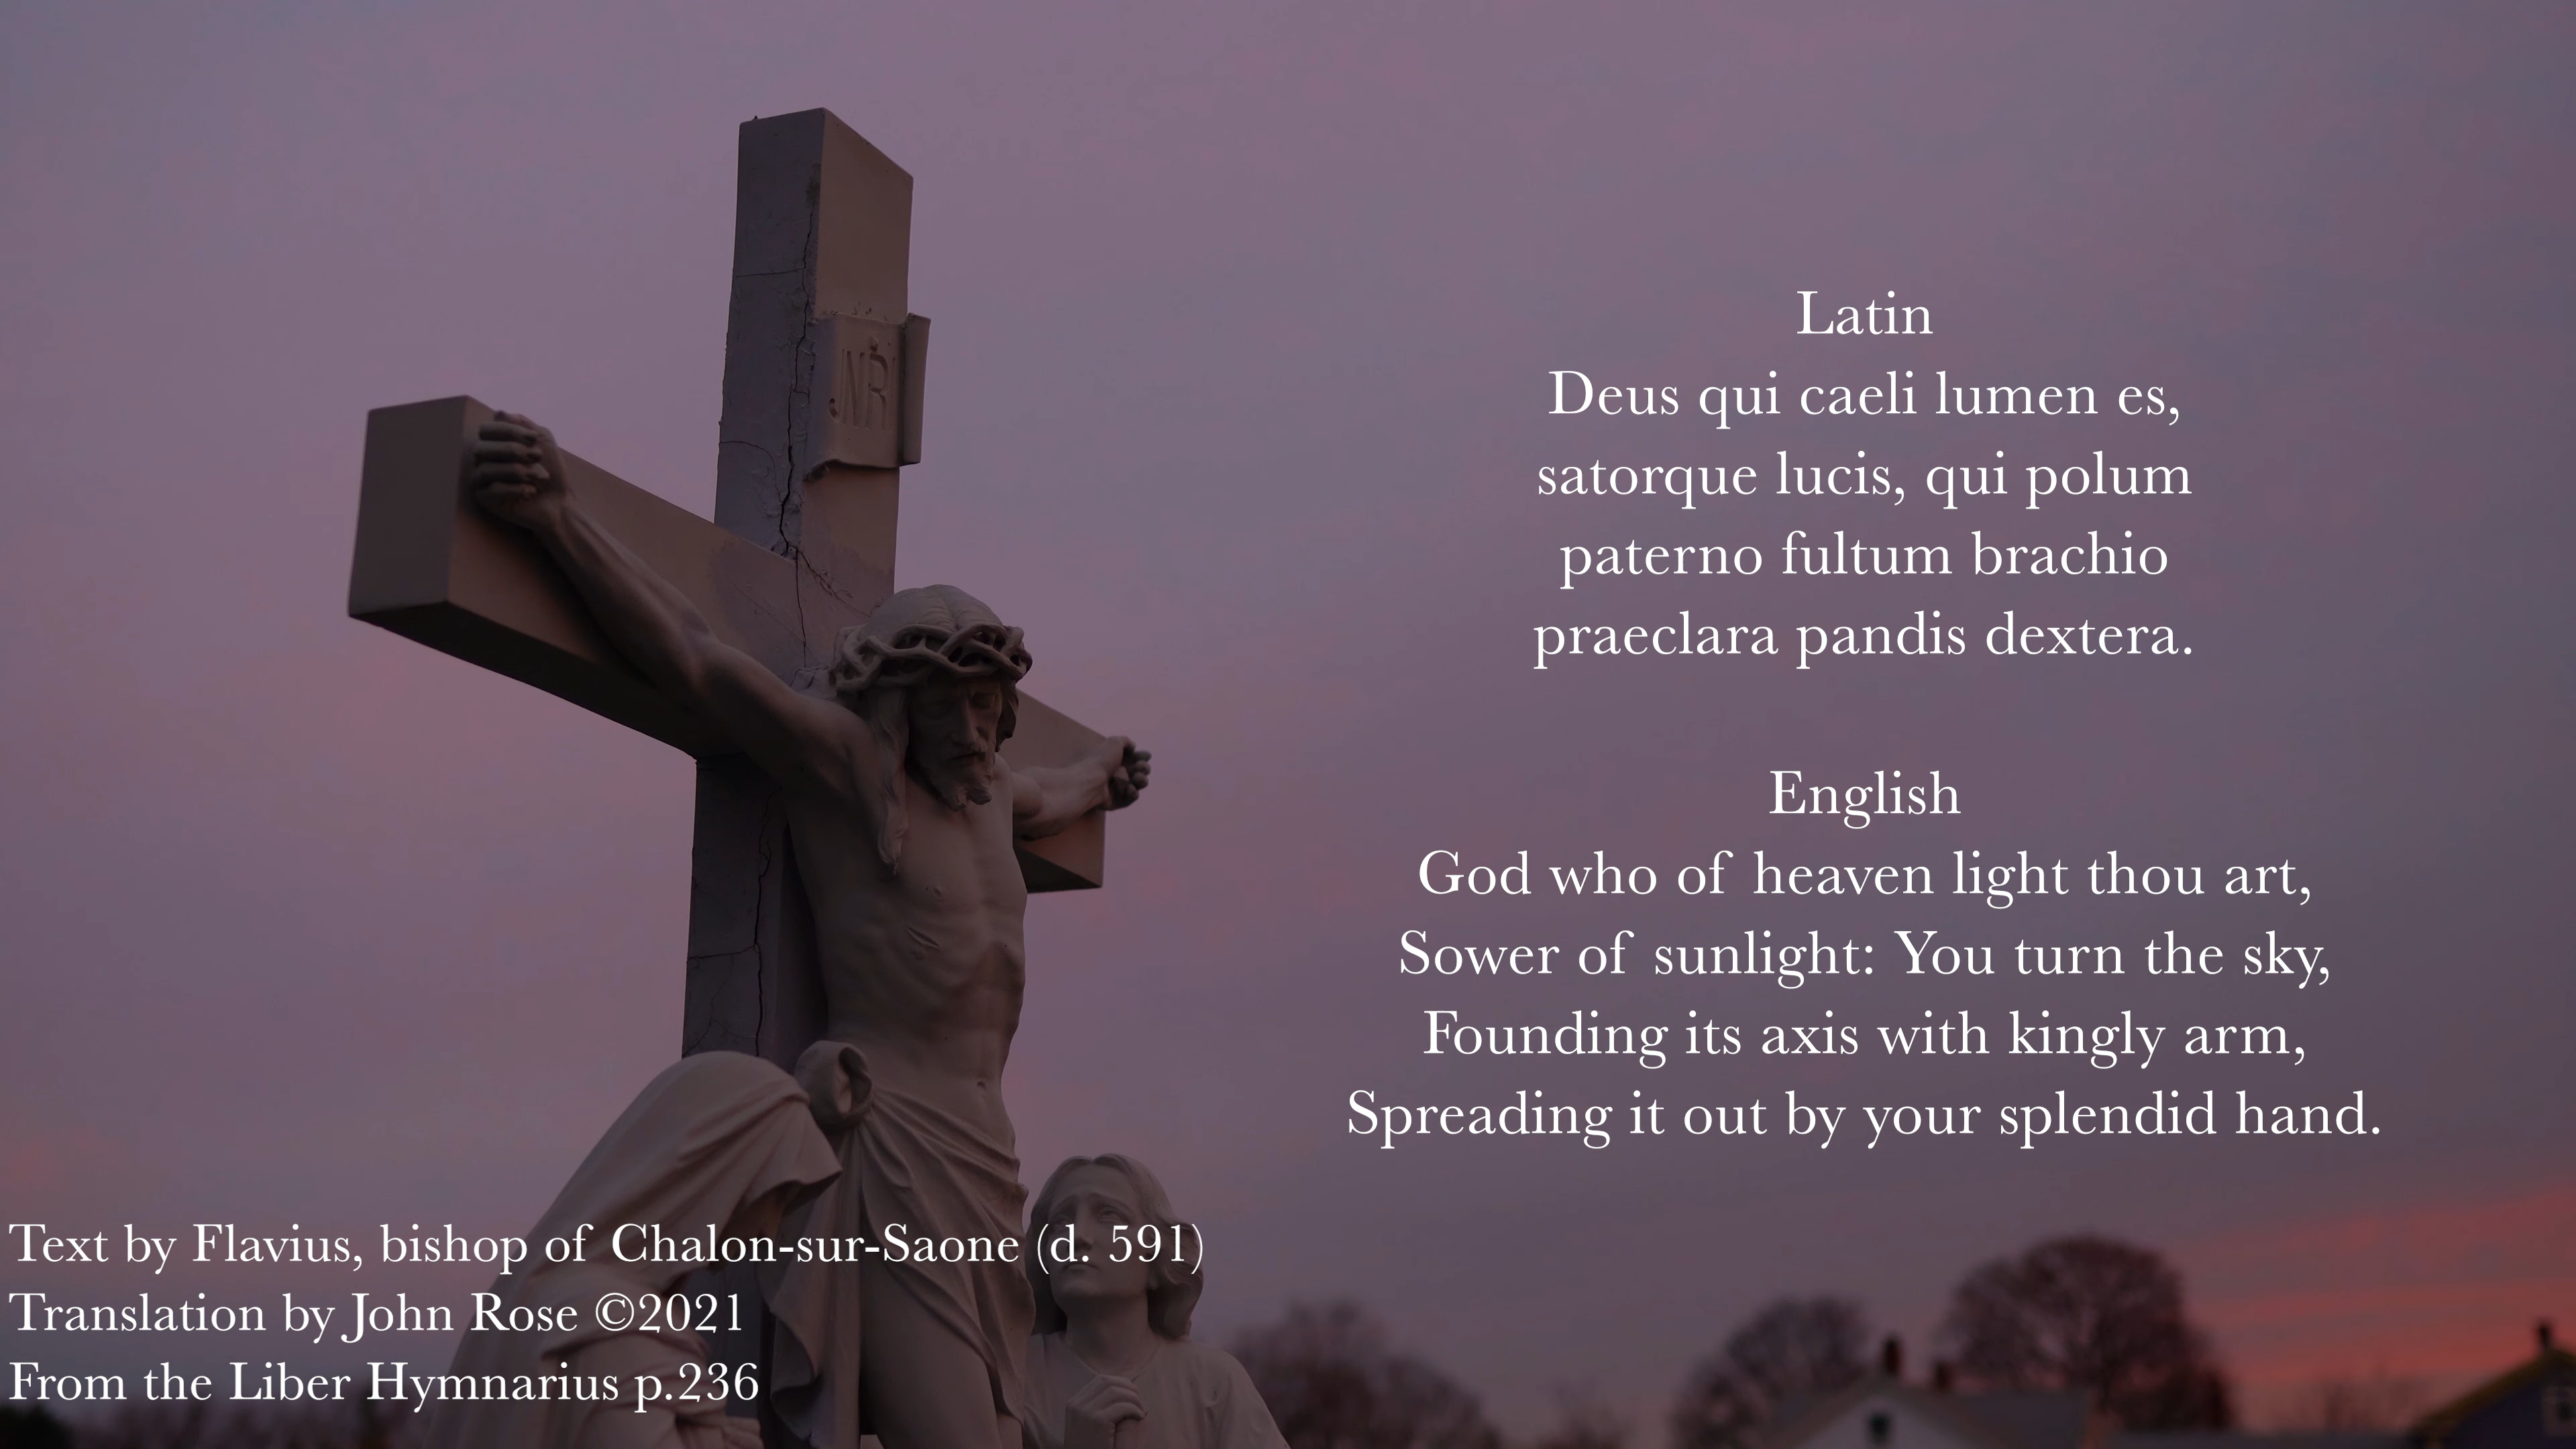 JNRI
Latin
Deus qui caeli lumen es,
satorque lucis, qui polum
paterno fultum brachio
praeclara pandis dextera.
English
God who of heaven light thou art,
Sower of sunlight: You turn the sky,
Founding its axis with kingly arm,
Spreading it out by your splendid hand.
Text by Flavius, bishop of Chalon-sur-Saone (d. 591)
Translation by John Rose ©2021
From the Liber Hymnarius p.236